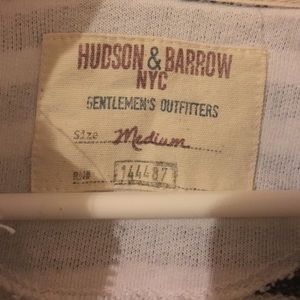 HUDSON & BARROW
NYC
GENTLEMEN'S OUTFITTERS
Size Medium
RN# 144487